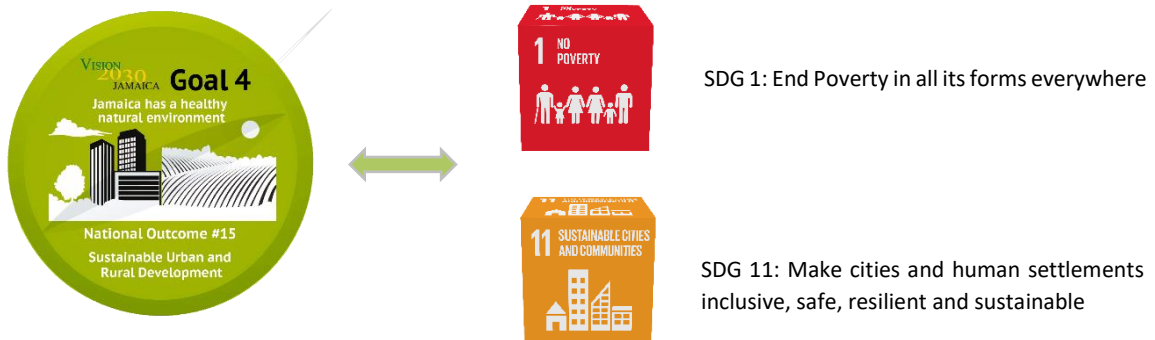 VISION
2030
JAMAICA
Goal 4
Jamaica has a healthy
natural environment
National Outcome #15
Sustainable Urban and
Rural Development
1 NO
POVERTY
SDG 1: End Poverty in all its forms everywhere
11 SUSTAINABLE CITIES
AND COMMUNITIES
SDG 11: Make cities and human settlements
inclusive, safe, resilient and sustainable